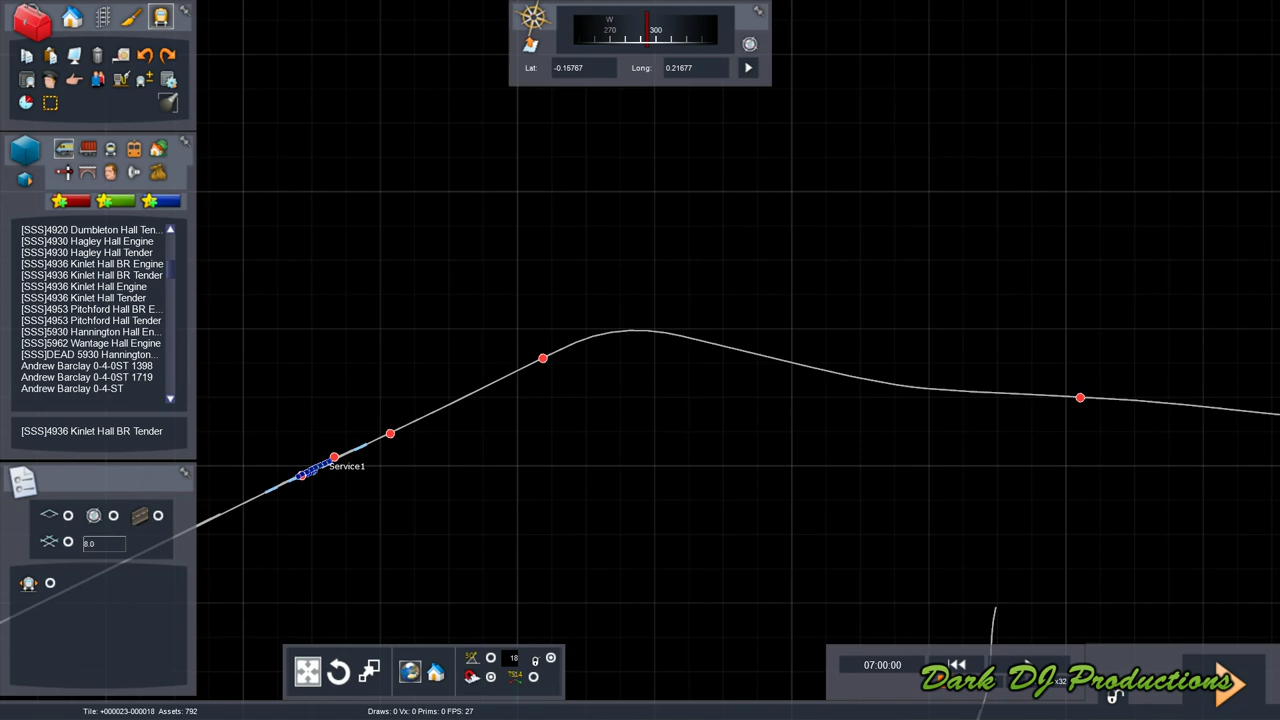 W
270
300
Lat:
-0.15767
Long:
0.21677
[SSS]4920 Dumbleton Hall Ten...
[SSS]4930 Hagley Hall Engine
[SSS]4930 Hagley Hall Tender
[SSS]4936 Kinlet Hall BR Engine
[SSS]4936 Kinlet Hall BR Tender
[SSS]4936 Kinlet Hall Engine
[SSS]4936 Kinlet Hall Tender
[SSS]4953 Pitchford Hall BR E...
[SSS]4953 Pitchford Hall Tender
[SSS]5930 Hannington Hall En...
[SSS]5962 Wantage Hall Engine
[SSS]DEAD 5930 Hannington...
Andrew Barclay 0-4-0ST 1398
Andrew Barclay 0-4-0ST 1719
Andrew Barclay 0-4-ST
[SSS]4936 Kinlet Hall BR Tender
Service1
8.0
18
07:00:00
x32
Dark DJ Productions
Tile: +000023-000018 Assets: 792
Draws: 0 Vx: 0 Prims: 0 FPS: 27